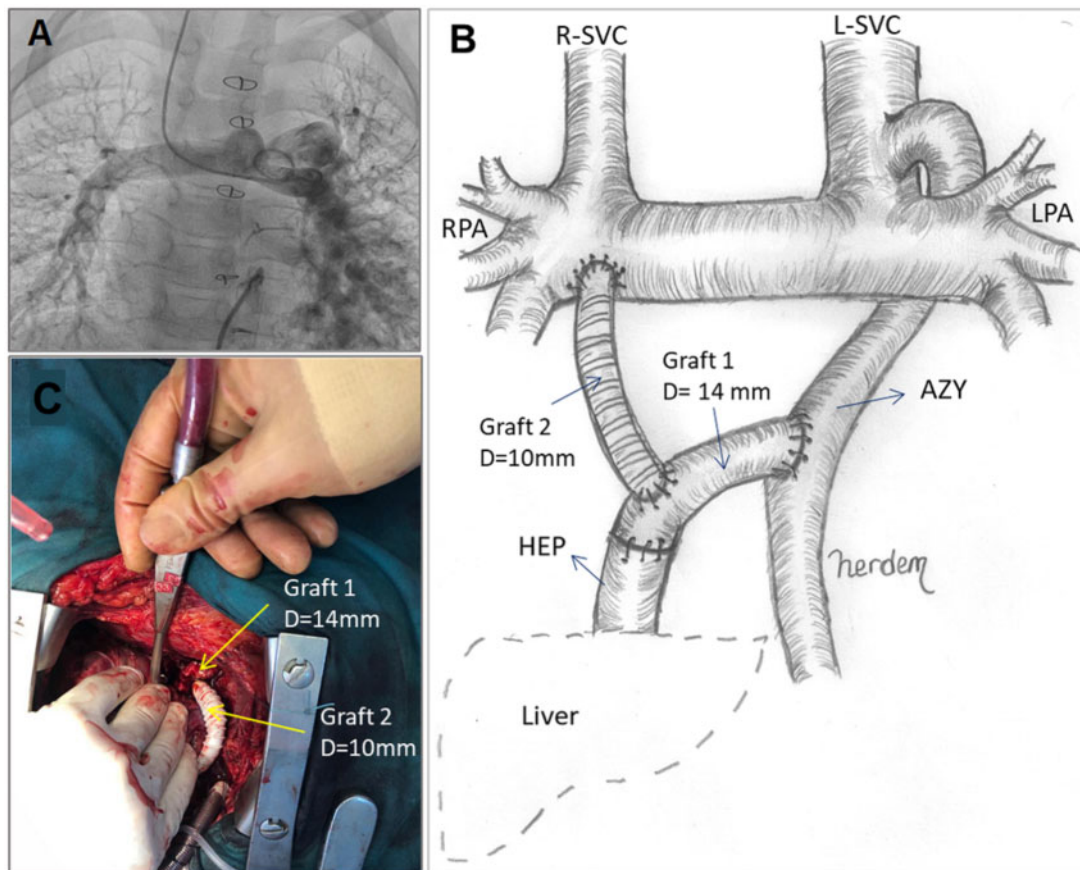 A
B
R-SVC
L-SVC
RPA
LPA
Graft 1
D= 14 mm
Graft 2
D=10mm
AZY
HEP
herdem
Liver
C
Graft 1
D=14mm
Graft 2
D=10mm